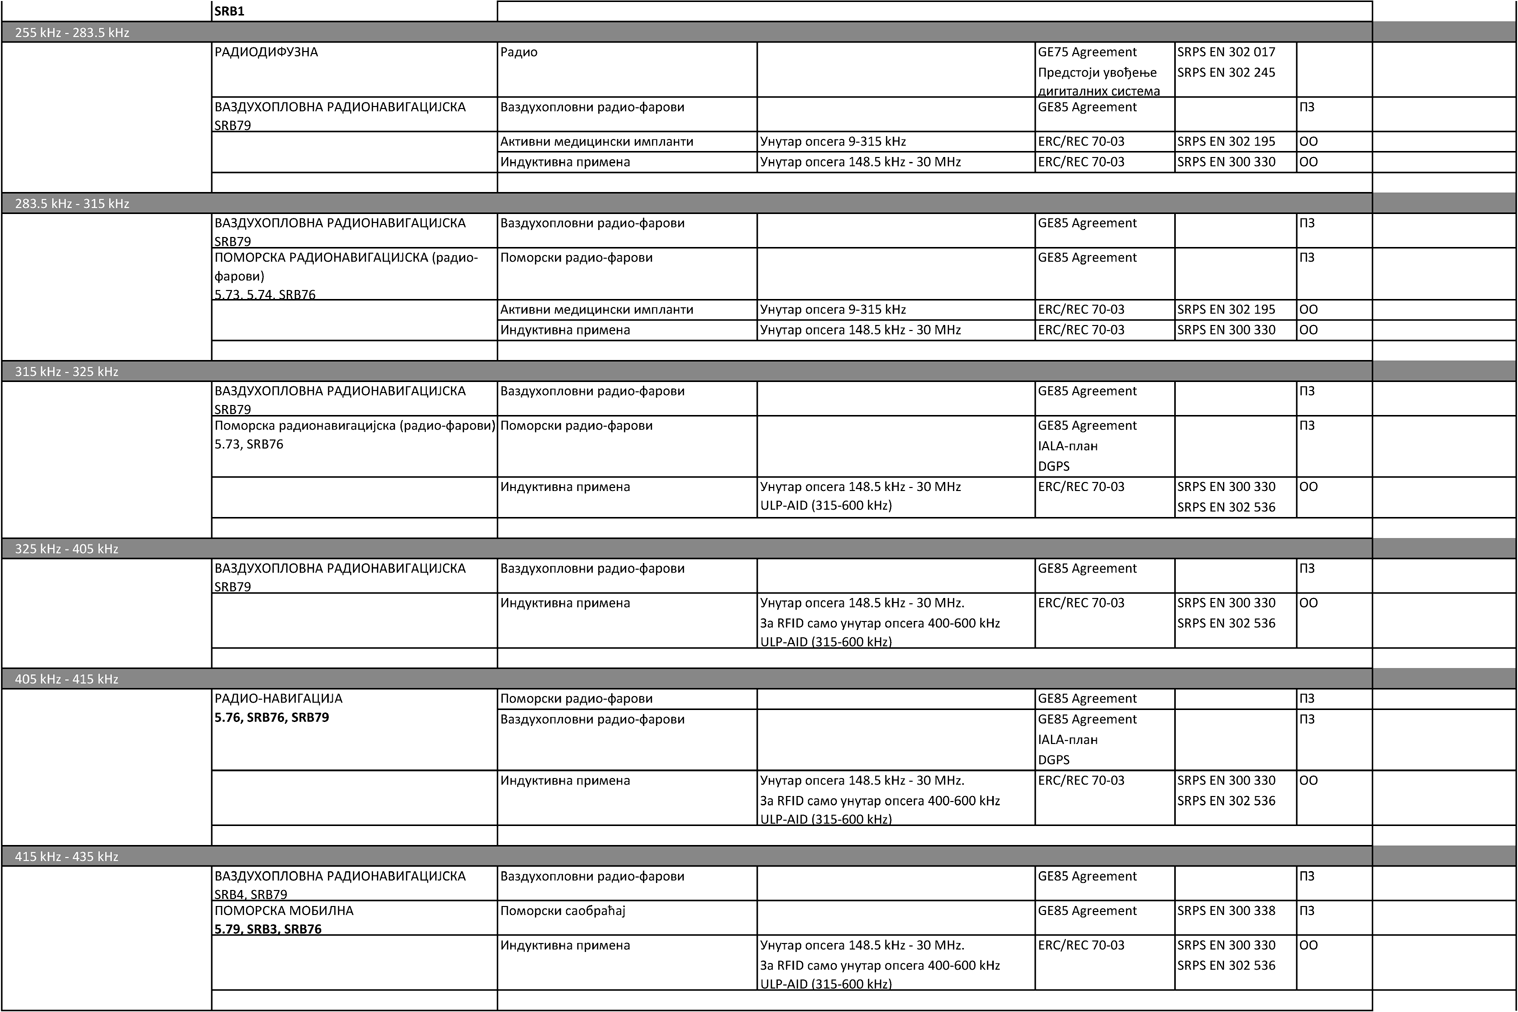 SRB1
255 kHz - 283.5 kHz
РАДИОДИФУЗНА Радио GE75 Agreement SRPS EN 302 017
Предстоји увођење SRPS EN 302 245
дигиталних система
ВАЗДУХОПЛОВНА РАДИОНАВИГАЦИЈСКА Ваздухопловни радио-фарови GE85 Agreement ПЗ
SRB79
Активни медицински импланти Унутар опсега 9-315 kHz ERC/REC 70-03 SRPS EN 302 195 ОО
Индуктивна примена Унутар опсега 148.5 kHz - 30 MHz ERC/REC 70-03 SRPS EN 300 330 ОО
283.5 kHz - 315 kHz
ВАЗДУХОПЛОВНА РАДИОНАВИГАЦИЈСКА Ваздухопловни радио-фарови GE85 Agreement ПЗ
SRB79
ПОМОРСКА РАДИОНАВИГАЦИЈСКА (радио- Поморски радио-фарови GE85 Agreement ПЗ
фарови)
5.73, 5.74, SRB76
Активни медицински импланти Унутар опсега 9-315 kHz ERC/REC 70-03 SRPS EN 302 195 ОО
Индуктивна примена Унутар опсега 148.5 kHz - 30 MHz ERC/REC 70-03 SRPS EN 300 330 ОО
315 kHz - 325 kHz
ВАЗДУХОПЛОВНА РАДИОНАВИГАЦИЈСКА Ваздухопловни радио-фарови GE85 Agreement ПЗ
SRB79
Поморска радионавигацијска (радио-фарови) Поморски радио-фарови GE85 Agreement ПЗ
5.73, SRB76 IALA-план
DGPS
Индуктивна примена Унутар опсега 148.5 kHz - 30 MHz ERC/REC 70-03 SRPS EN 300 330 ОО
ULP-AID (315-600 kHz) SRPS EN 302 536
325 kHz - 405 kHz
ВАЗДУХОПЛОВНА РАДИОНАВИГАЦИЈСКА Ваздухопловни радио-фарови GE85 Agreement ПЗ
SRB79
Индуктивна примена Унутар опсега 148.5 kHz - 30 MHz. ERC/REC 70-03 SRPS EN 300 330 ОО
За RFID само унутар опсега 400-600 kHz SRPS EN 302 536
ULP-AID (315-600 kHz)
405 kHz - 415 kHz
РАДИО-НАВИГАЦИЈА Поморски радио-фарови GE85 Agreement ПЗ
5.76, SRB76, SRB79 Ваздухопловни радио-фарови GE85 Agreement ПЗ
IALA-план
DGPS
Индуктивна примена Унутар опсега 148.5 kHz - 30 MHz. ERC/REC 70-03 SRPS EN 300 330 ОО
За RFID само унутар опсега 400-600 kHz SRPS EN 302 536
ULP-AID (315-600 kHz)
415 kHz - 435 kHz
ВАЗДУХОПЛОВНА РАДИОНАВИГАЦИЈСКА Ваздухопловни радио-фарови GE85 Agreement ПЗ
SRB4, SRB79
ПОМОРСКА МОБИЛНА Поморски саобраћај GE85 Agreement SRPS EN 300 338 ПЗ
5.79, SRB3, SRB76
Индуктивна примена Унутар опсега 148.5 kHz - 30 MHz. ERC/REC 70-03 SRPS EN 300 330 ОО
За RFID само унутар опсега 400-600 kHz SRPS EN 302 536
ULP-AID (315-600 kHz)